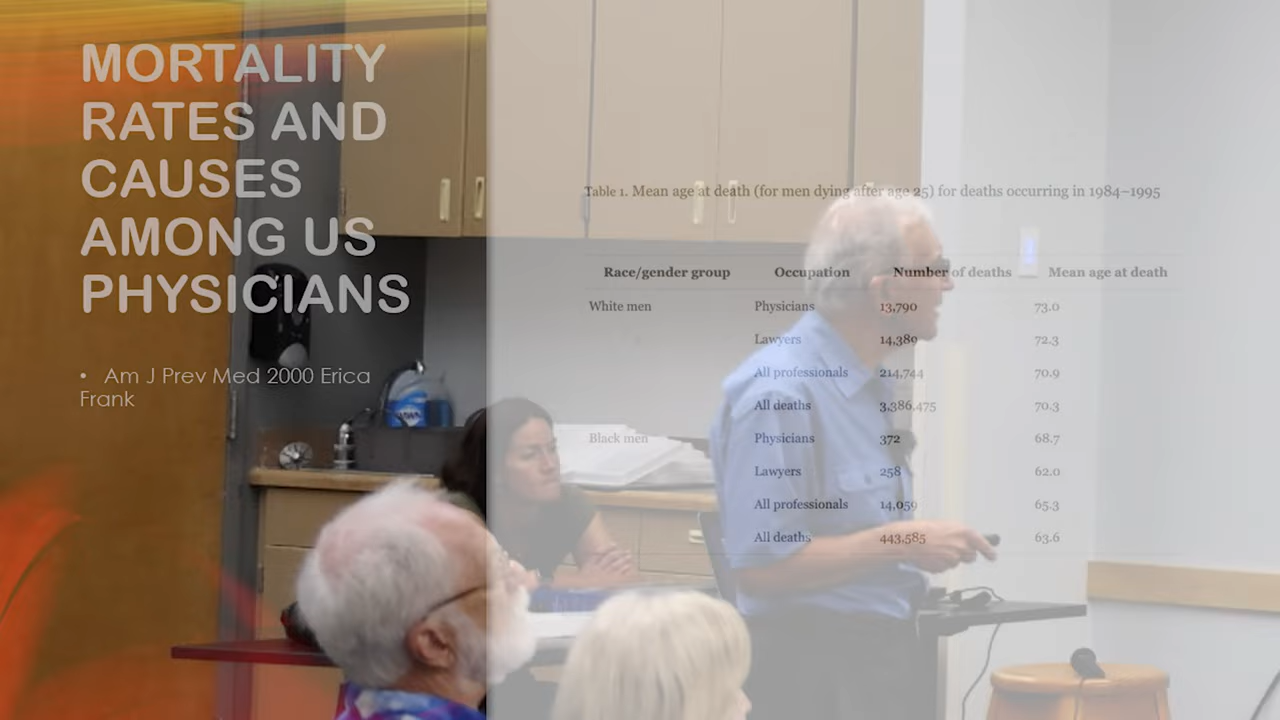 MORTALITY
RATES AND
CAUSES
AMONG US
PHYSICIANS
• Am J Prev Med 2000 Erica
Frank
Table 1. Mean age at death (for men dying after age 25) for deaths occurring in 1984–1995
Race/gender group Occupation Number of deaths Mean age at death
White men Physicians 13,790 73.0
Lawyers 14,389 72.3
All professionals 214,744 70.9
All deaths 3,386,475 70.3
Black men Physicians 372 68.7
Lawyers 258 62.0
All professionals 14,059 65.3
All deaths 443,585 63.6